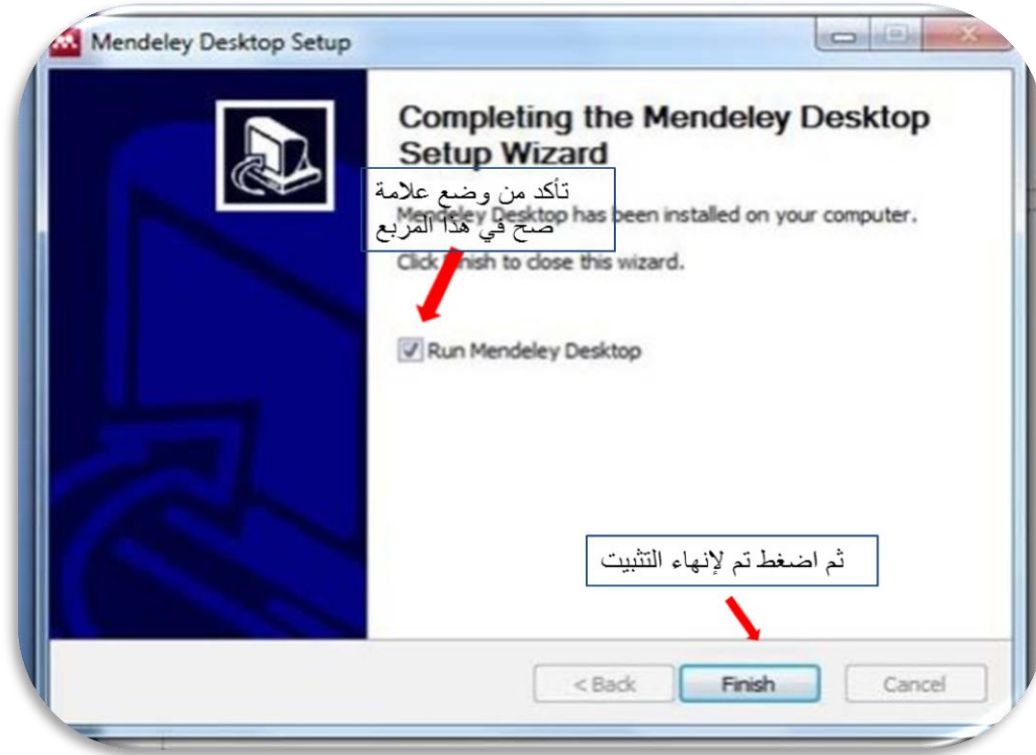 Mendeley Desktop Setup
Completing the Mendeley Desktop
Setup Wizard
تأكد من وضع علامة
صح في هذا المربع
Mendeley Desktop has been installed on your computer.
Click Finish to close this wizard.
Run Mendeley Desktop
ثم اضغط تم لإنهاء التثبيت
< Back
Finish
Cancel